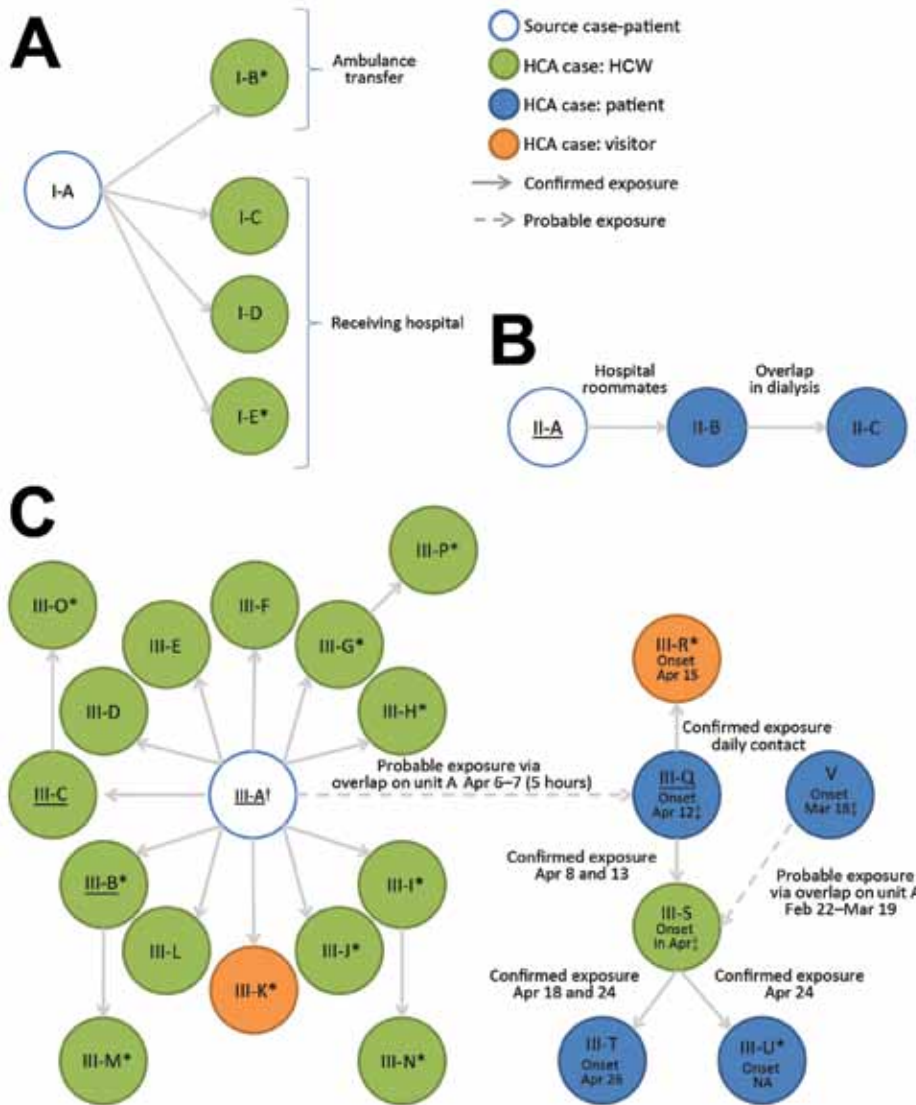 A
Source case-patient
HCA case: HCW
HCA case: patient
HCA case: visitor
Confirmed exposure
Probable exposure
I-B*
Ambulance
transfer
I-A
I-C
I-D
I-E*
Receiving hospital
B
Hospital
roommates
Overlap
in dialysis
II-A
II-B
II-C
C
III-P*
III-O*
III-F
III-E
III-G*
III-D
III-H*
III-C
III-A†
III-B*
III-I*
III-L
III-J*
III-K*
III-M*
III-N*
Probable exposure via
overlap on unit A Apr 6–7 (5 hours)
III-R*
Onset
Apr 15
Confirmed exposure
daily contact
III-Q
Onset
Apr 12‡
V
Onset
Mar 18‡
Confirmed exposure
Apr 8 and 13
Probable exposure
via overlap on unit A
Feb 22–Mar 19
III-S
Onset
in Apr‡
Confirmed exposure
Apr 18 and 24
Confirmed exposure
Apr 24
III-T
Onset
Apr 26
III-U*
Onset
NA